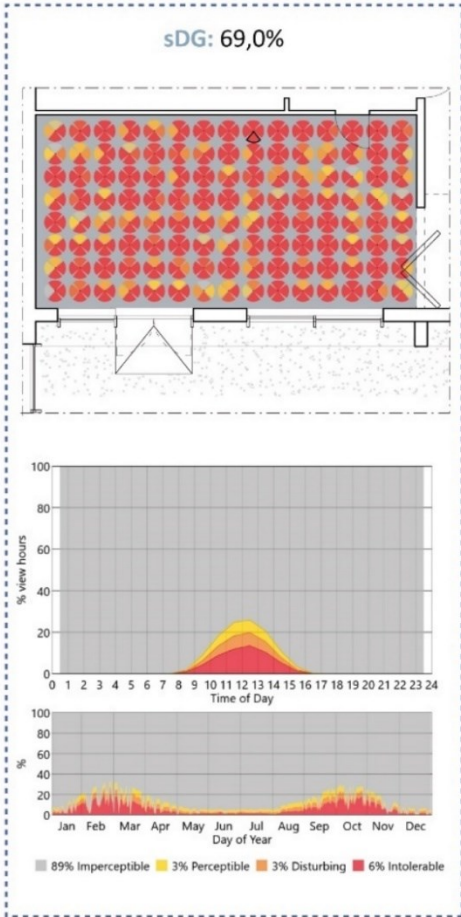 sDG: 69,0%
100
80
60
40
20
0
% view hours
0 1 2 3 4 5 6 7 8 9 10 11 12 13 14 15 16 17 18 19 20 21 22 23 24
Time of Day
100
80
60
40
20
0
%
Jan Feb Mar Apr May Jun Jul Aug Sep Oct Nov Dec
Day of Year
89% Imperceptible 3% Perceptible 3% Disturbing 6% Intolerable